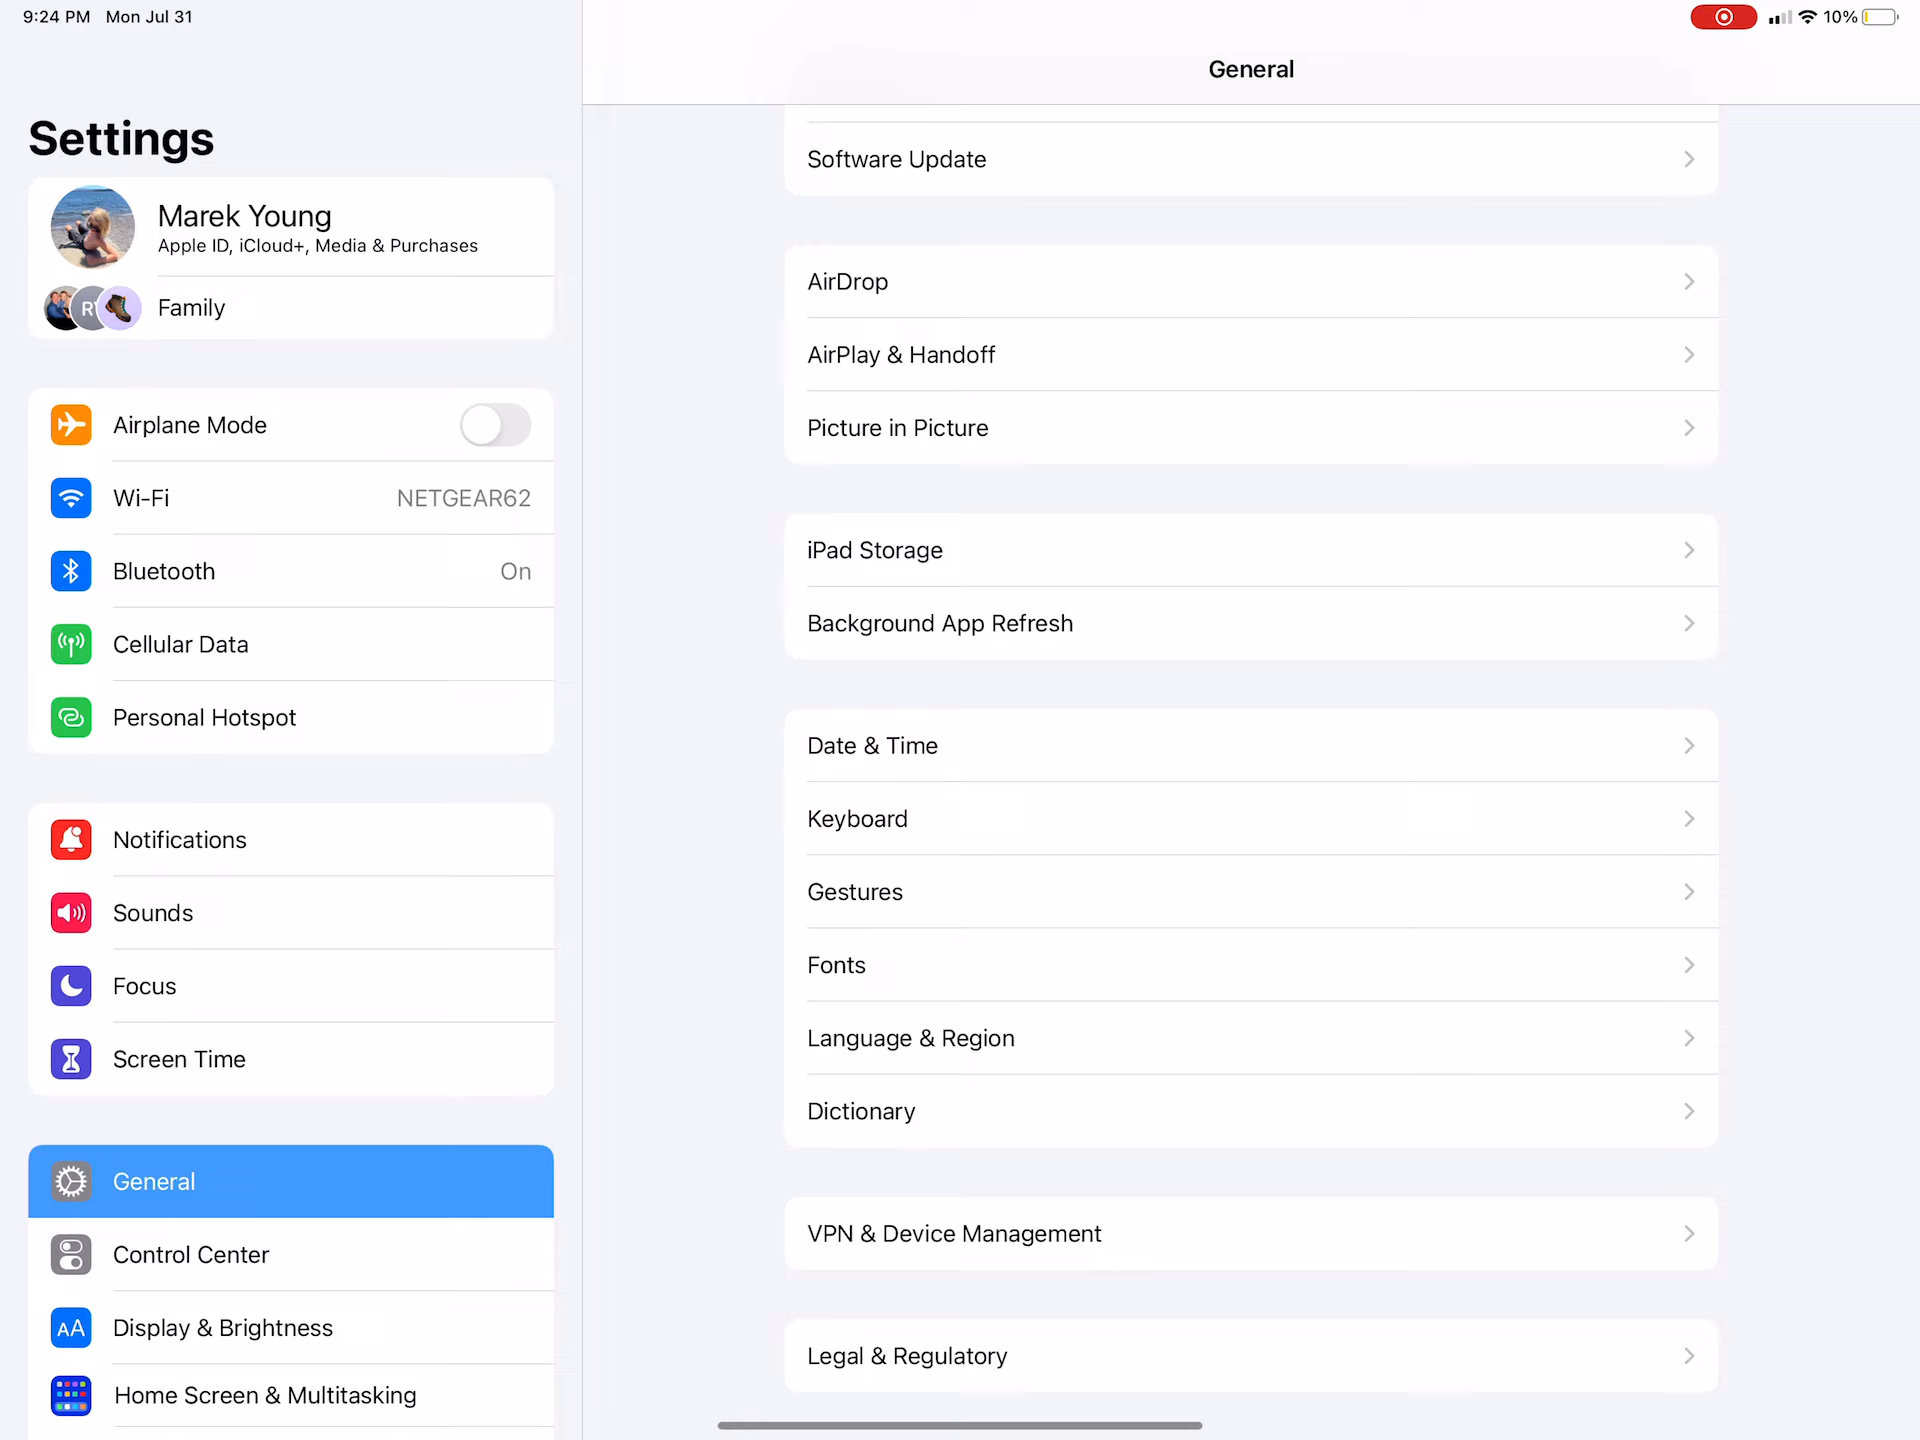 9:24 PM Mon Jul 31
10%
Settings
Marek Young
Apple ID, iCloud+, Media & Purchases
R
Family
Airplane Mode
Wi-Fi NETGEAR62
Bluetooth On
Cellular Data
Personal Hotspot
Notifications
Sounds
Focus
Screen Time
General
Control Center
AA Display & Brightness
Home Screen & Multitasking
General
Software Update
AirDrop
AirPlay & Handoff
Picture in Picture
iPad Storage
Background App Refresh
Date & Time
Keyboard
Gestures
Fonts
Language & Region
Dictionary
VPN & Device Management
Legal & Regulatory